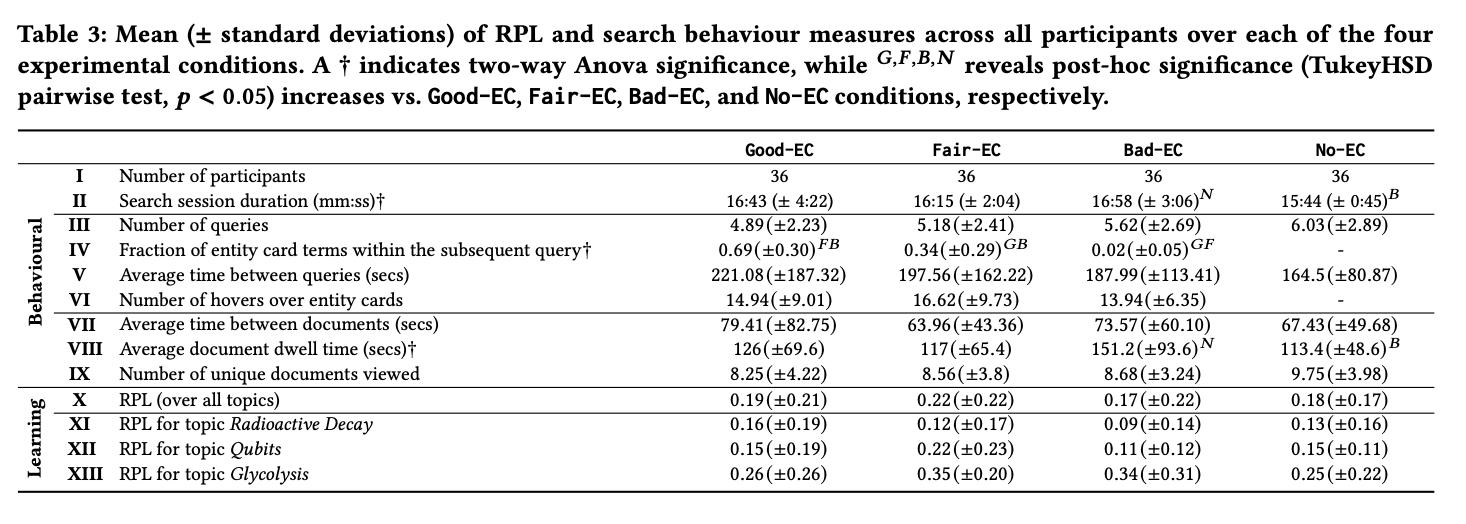 Table 3: Mean (± standard deviations) of RPL and search behaviour measures across all participants over each of the four
experimental conditions. A † indicates two-way Anova significance, while G,F,B,N reveals post-hoc significance (TukeyHSD
pairwise test, p < 0.05) increases vs. Good-EC, Fair-EC, Bad-EC, and No-EC conditions, respectively.
Good-EC Fair-EC Bad-EC No-EC
Behavioural
I Number of participants 36 36 36 36
II Search session duration (mm:ss)† 16:43 (± 4:22) 16:15 (± 2:04) 16:58 (± 3:06)N 15:44 (± 0:45)B
III Number of queries 4.89(±2.23) 5.18(±2.41) 5.62(±2.69) 6.03(±2.89)
IV Fraction of entity card terms within the subsequent query† 0.69(±0.30)FB 0.34(±0.29)GB 0.02(±0.05)GF -
V Average time between queries (secs) 221.08(±187.32) 197.56(±162.22) 187.99(±113.41) 164.5(±80.87)
VI Number of hovers over entity cards 14.94(±9.01) 16.62(±9.73) 13.94(±6.35) -
VII Average time between documents (secs) 79.41(±82.75) 63.96(±43.36) 73.57(±60.10) 67.43(±49.68)
VIII Average document dwell time (secs)† 126(±69.6) 117(±65.4) 151.2(±93.6)N 113.4(±48.6)B
IX Number of unique documents viewed 8.25(±4.22) 8.56(±3.8) 8.68(±3.24) 9.75(±3.98)
Learning
X RPL (over all topics) 0.19(±0.21) 0.22(±0.22) 0.17(±0.22) 0.18(±0.17)
XI RPL for topic Radioactive Decay 0.16(±0.19) 0.12(±0.17) 0.09(±0.14) 0.13(±0.16)
XII RPL for topic Qubits 0.15(±0.19) 0.22(±0.23) 0.11(±0.12) 0.15(±0.11)
XIII RPL for topic Glycolysis 0.26(±0.26) 0.35(±0.20) 0.34(±0.31) 0.25(±0.22)